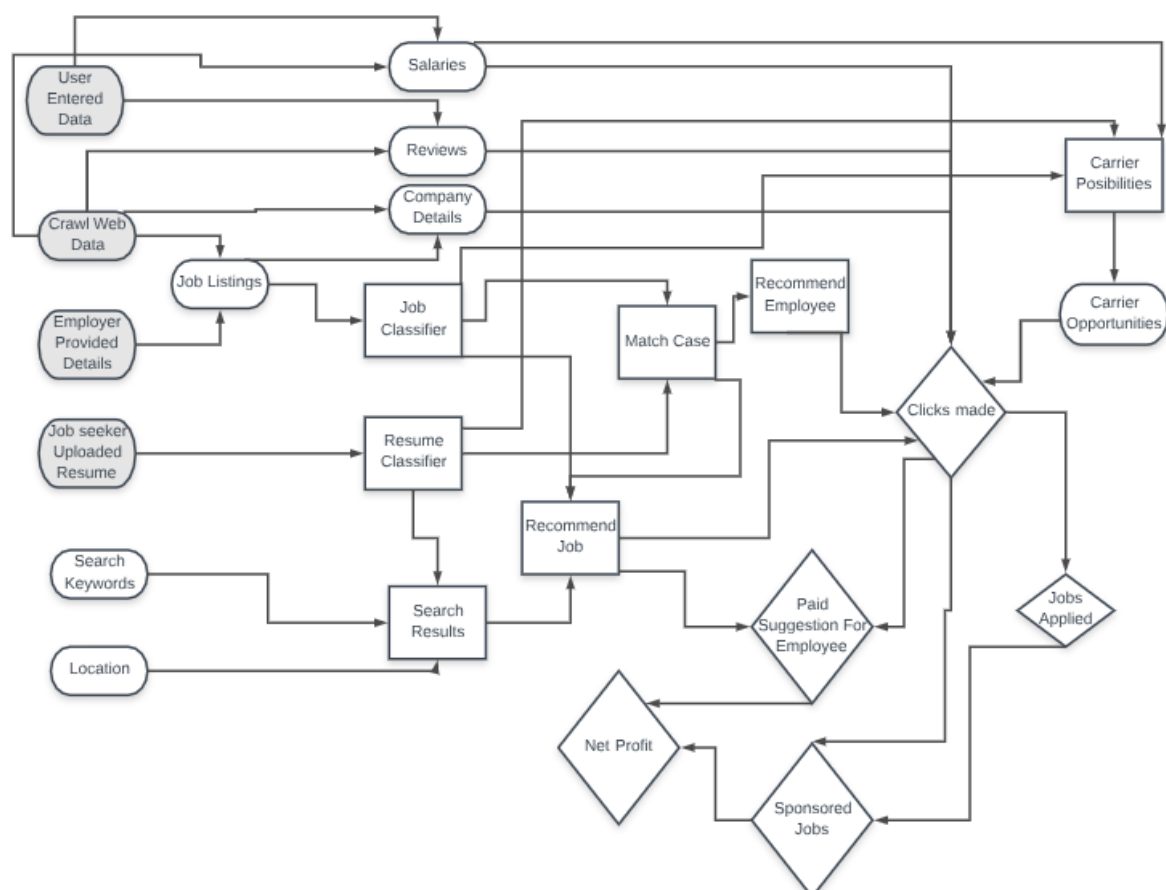 User
Entered
Data
Salaries
Reviews
Company
Details
Crawl Web
Data
Job Listings
Employer
Provided
Details
Job
Classifier
Match Case
Recommend
Employee
Carrier
Posibilities
Carrier
Opportunities
Clicks made
Job seeker
Uploaded
Resume
Resume
Classifier
Recommend
Job
Search
Keywords
Search
Results
Location
Paid
Suggestion For
Employee
Jobs
Applied
Net Profit
Sponsored
Jobs